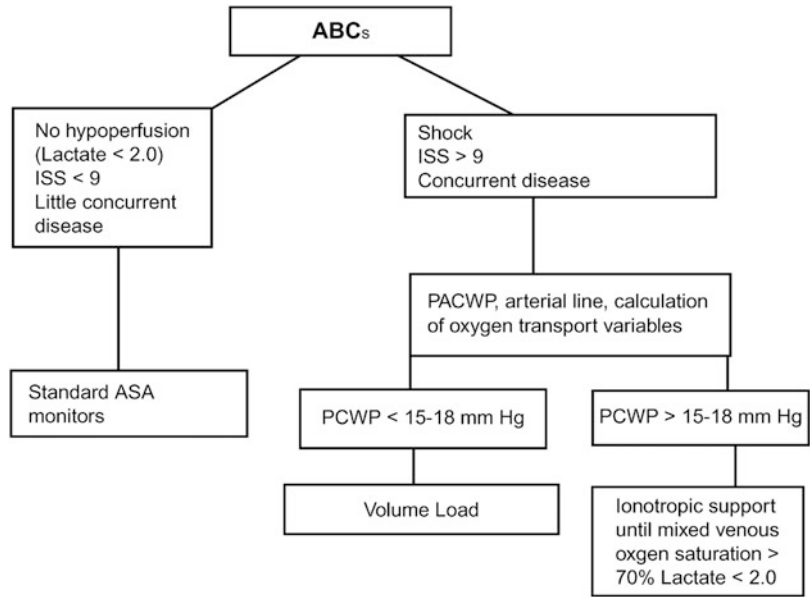 ABCs
No hypoperfusion
(Lactate < 2.0)
ISS < 9
Little concurrent
disease
Shock
ISS > 9
Concurrent disease
PACWP, arterial line, calculation
of oxygen transport variables
Standard ASA
monitors
PCWP < 15-18 mm Hg
PCWP > 15-18 mm Hg
Volume Load
Ionotropic support
until mixed venous
oxgen saturation >
70% Lactate < 2.0